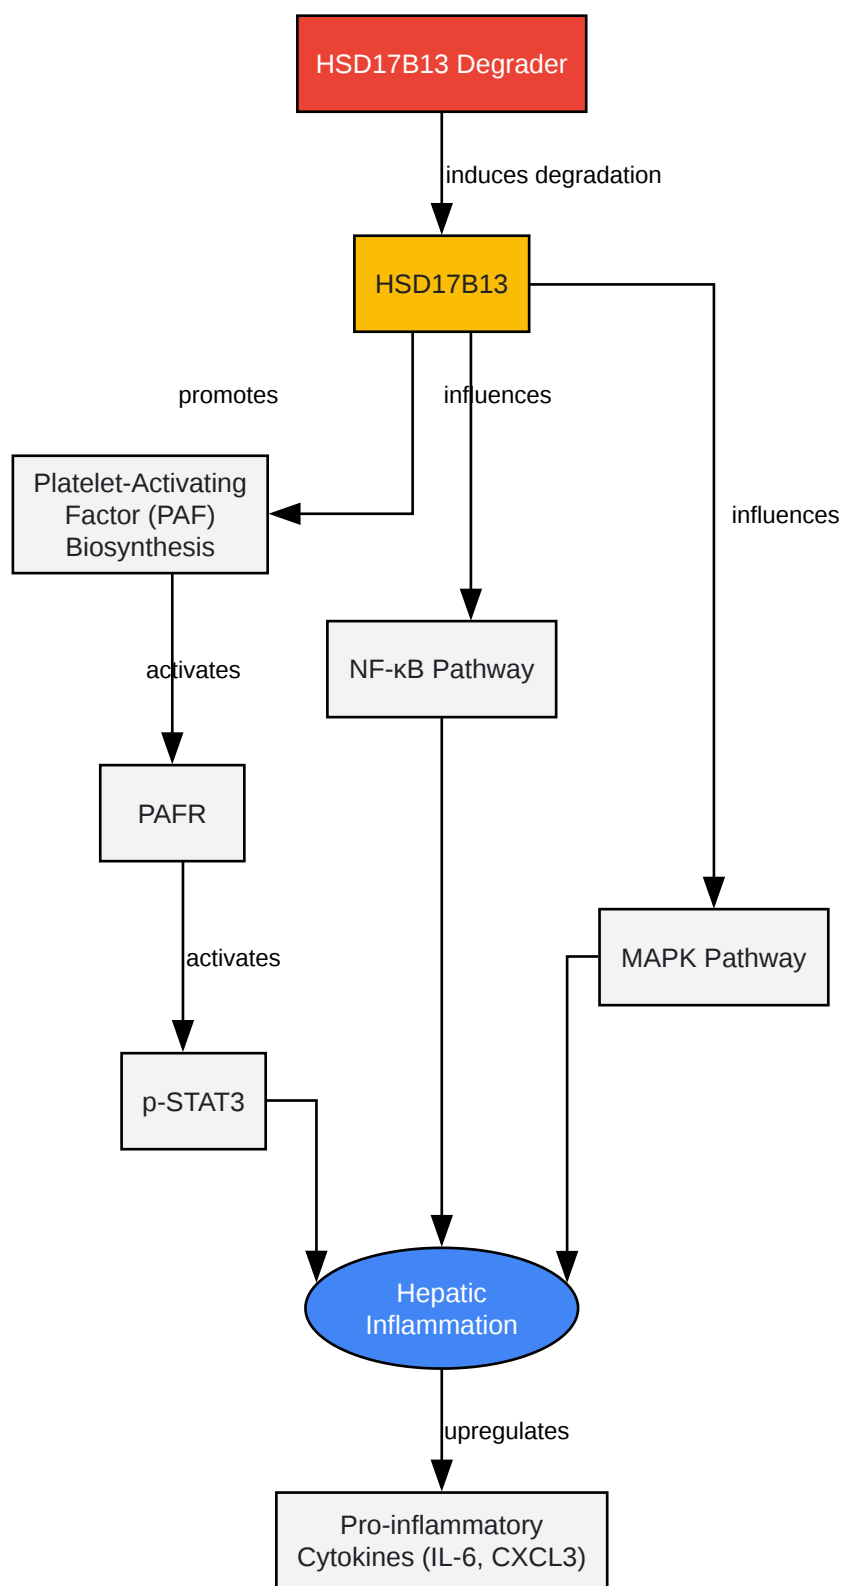 HSD17B13 Degrader
induces degradation
HSD17B13
promotes
influences
Platelet-Activating
Factor (PAF)
Biosynthesis
influences
activates
NF-κB Pathway
PAFR
activates
MAPK Pathway
p-STAT3
Hepatic
Inflammation
upregulates
Pro-inflammatory
Cytokines (IL-6, CXCL3)